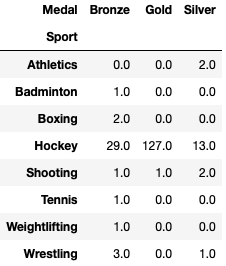 Medal Bronze Gold Silver
Sport
Athletics 0.0 0.0 2.0
Badminton 1.0 0.0 0.0
Boxing 2.0 0.0 0.0
Hockey 29.0 127.0 13.0
Shooting 1.0 1.0 2.0
Tennis 1.0 0.0 0.0
Weightlifting 1.0 0.0 0.0
Wrestling 3.0 0.0 1.0